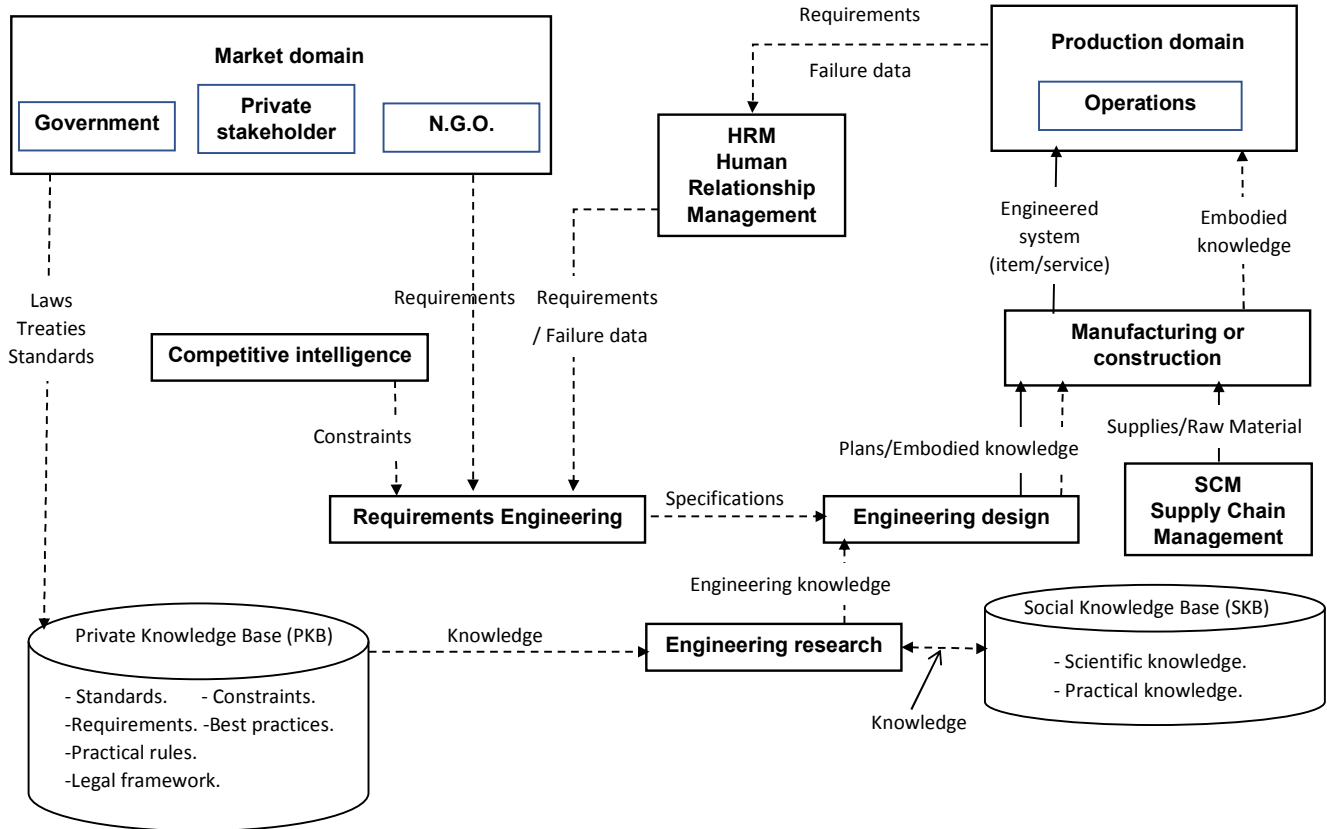 Market domain
Government
Private
stakeholder
N.G.O.
Requirements
Failure data
Production domain
Operations
HRM
Human
Relationship
Management
Engineered
system
(item/service)
Embodied
knowledge
Laws
Treaties
Standards
Requirements
Requirements
/ Failure data
Competitive intelligence
Manufacturing or
construction
Constraints
Plans/Embodied knowledge
Supplies/Raw Material
Requirements Engineering
Specifications
Engineering design
SCM
Supply Chain
Management
Engineering knowledge
Private Knowledge Base (PKB)
- Standards. - Constraints.
-Requirements. -Best practices.
-Practical rules.
-Legal framework.
Knowledge
Engineering research
Knowledge
Social Knowledge Base (SKB)
- Scientific knowledge.
- Practical knowledge.